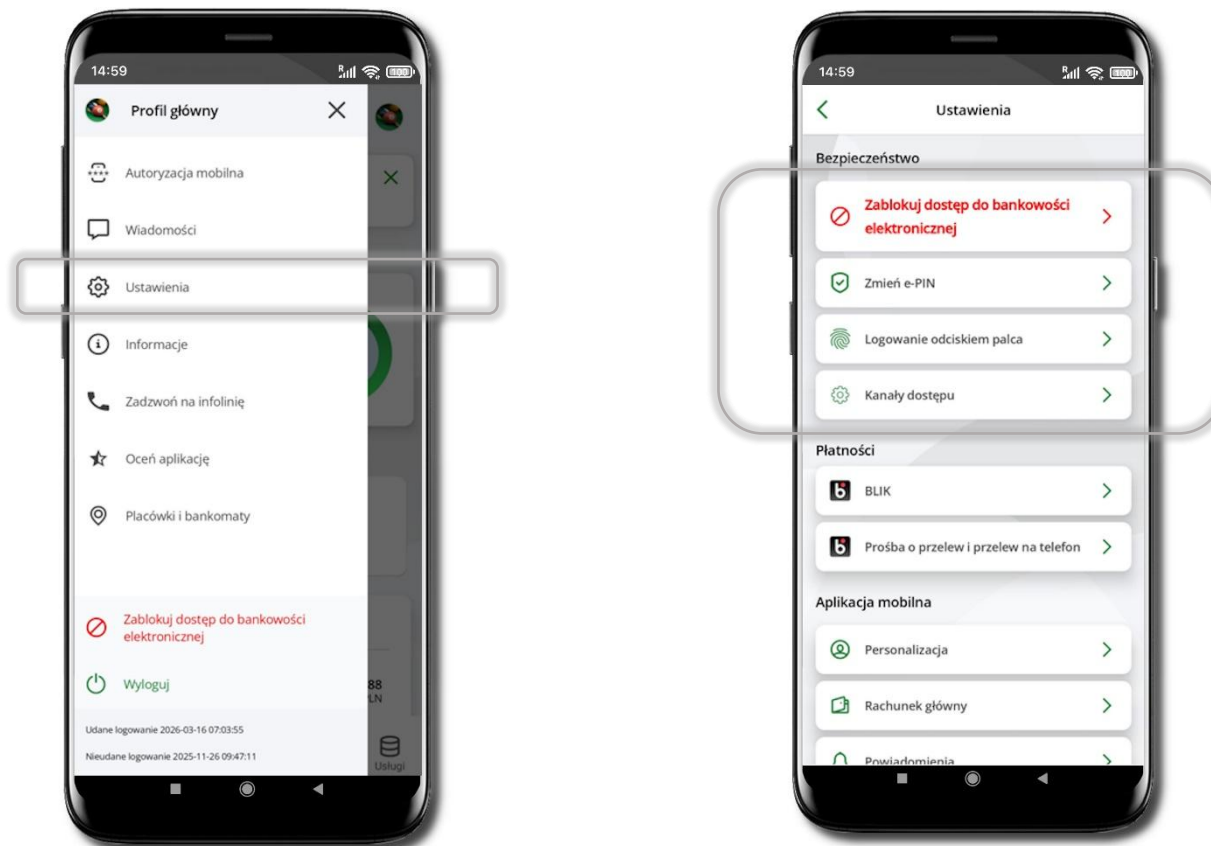 14:59
Profil główny
Autoryzacja mobilna
Wiadomości
Ustawienia
Informacje
Zadzwoń na infolinię
Oceń aplikację
Placówki i bankomaty
Zablokuj dostęp do bankowości
elektronicznej
Wyloguj
Udane logowanie 2026-03-16 07:03:55
Nieudane logowanie 2025-11-26 09:47:11
88
PLN
Usługi
14:59
Ustawienia
Bezpieczeństwo
Zablokuj dostęp do bankowości
elektronicznej
Zmień e-PIN
Logowanie odciskiem palca
Kanały dostępu
Płatności
BLIK
Prośba o przelew i przelew na telefon
Aplikacja mobilna
Personalizacja
Rachunek główny
Powiadomienia